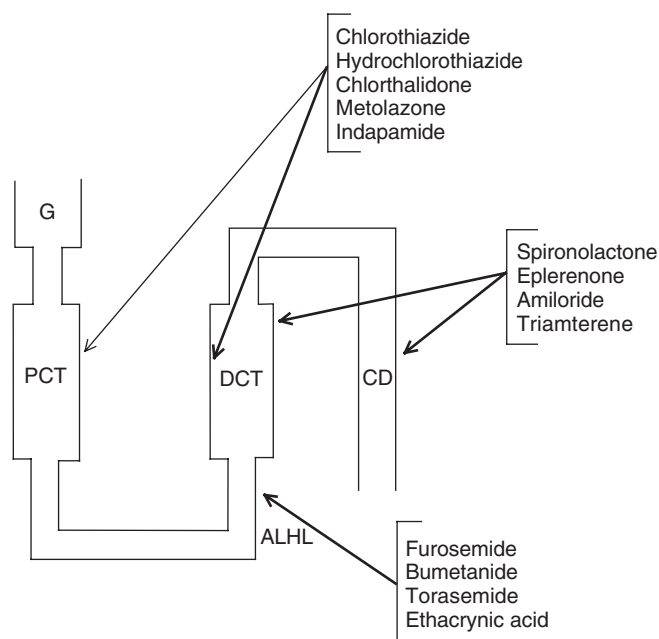 Chlorothiazide
Hydrochlorothiazide
Chlorthalidone
Metolazone
Indapamide
G
Spironolactone
Eplerenone
Amiloride
Triamterene
PCT
DCT
CD
ALHL
Furosemide
Bumetanide
Torasemide
Ethacrynic acid